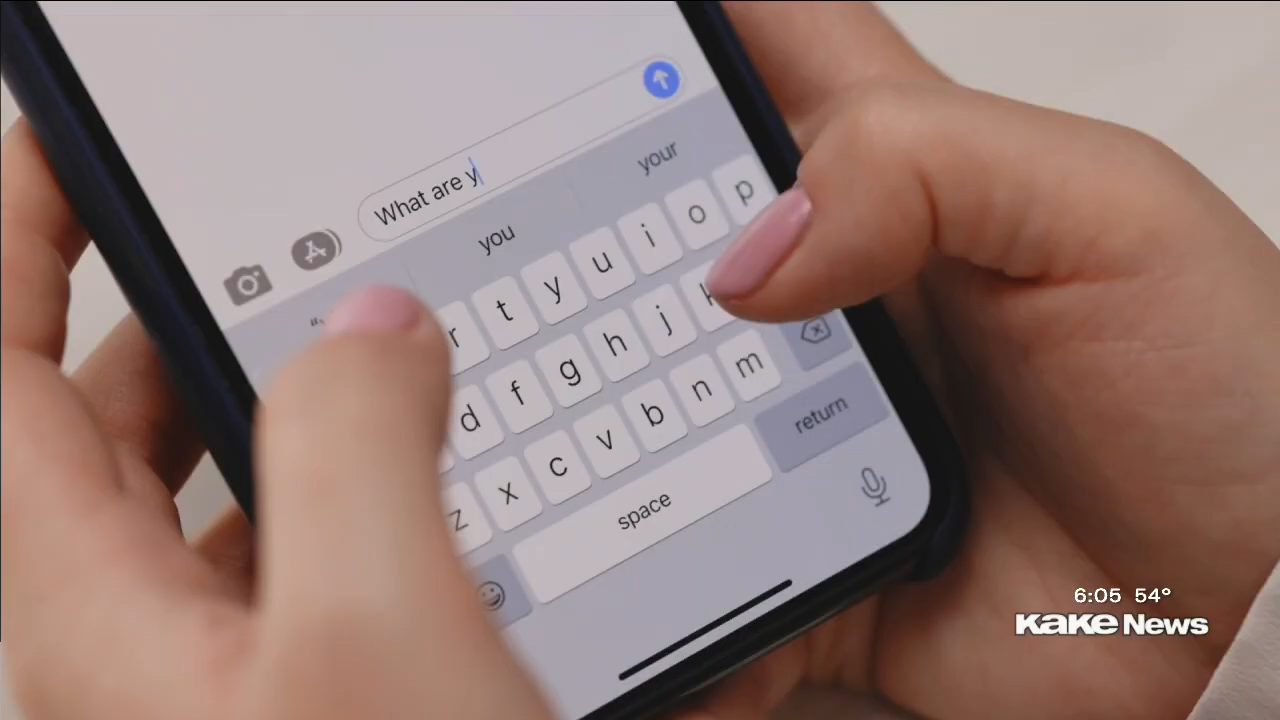 What are y
you
your
r t y u i o p
d f g h j
z x c v b n m
space
return
6:05 54°
KAKE News